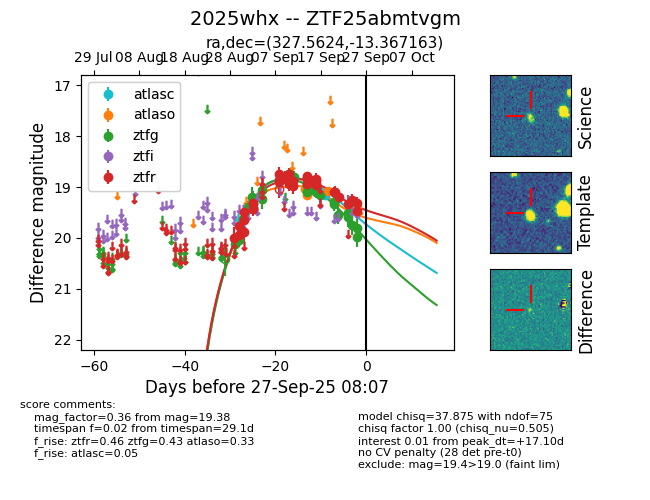 2025whx -- ZTF25abmtvgm
ra,dec=(327.5624,-13.367163)
29 Jul 08 Aug 18 Aug 28 Aug 07 Sep 17 Sep 27 Sep 07 Oct
17
18
19
20
21
22
Difference magnitude
atlasc
atlaso
ztfg
ztfi
ztfr
−60 −40 −20 0
Days before 27-Sep-25 08:07
Science
Template
Difference
score comments:
mag_factor=0.36 from mag=19.38
timespan f=0.02 from timespan=29.1d
f_rise: ztfr=0.46 ztfg=0.43 atlaso=0.33
f_rise: atlasc=0.05
model chisq=37.875 with ndof=75
chisq factor 1.00 (chisq_nu=0.505)
interest 0.01 from peak_dt=+17.10d
no CV penalty (28 det pre-t0)
exclude: mag=19.4>19.0 (faint lim)